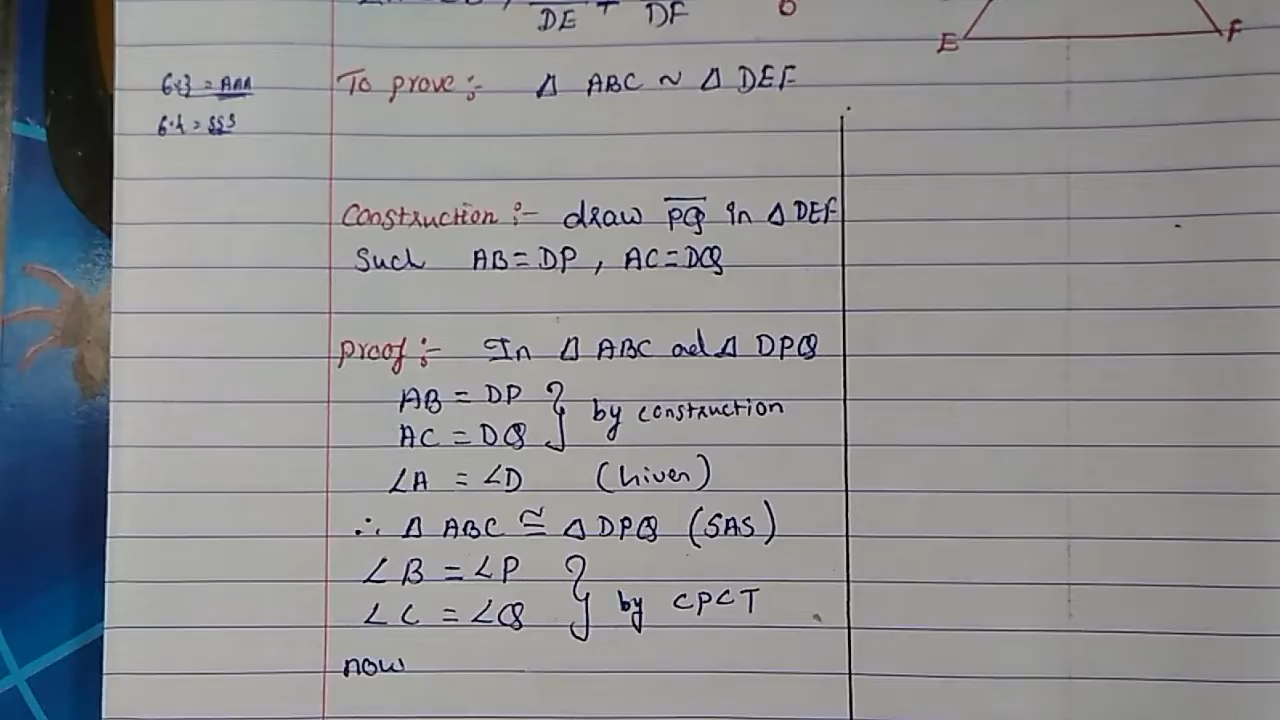 DE DF
E F
6.3 = AAA
6.4 = SSS
To prove :- Δ ABC ~ Δ DEF
Construction :- draw PQ in Δ DEF
Such AB = DP , AC = DQ
Proof :- In Δ ABC ad Δ DPQ
AB = DP
AC = DQ } by construction
∠A = ∠D (Given)
∴ Δ ABC ≅ Δ DPQ (SAS)
∠B = ∠P
∠C = ∠Q } by CPCT
now